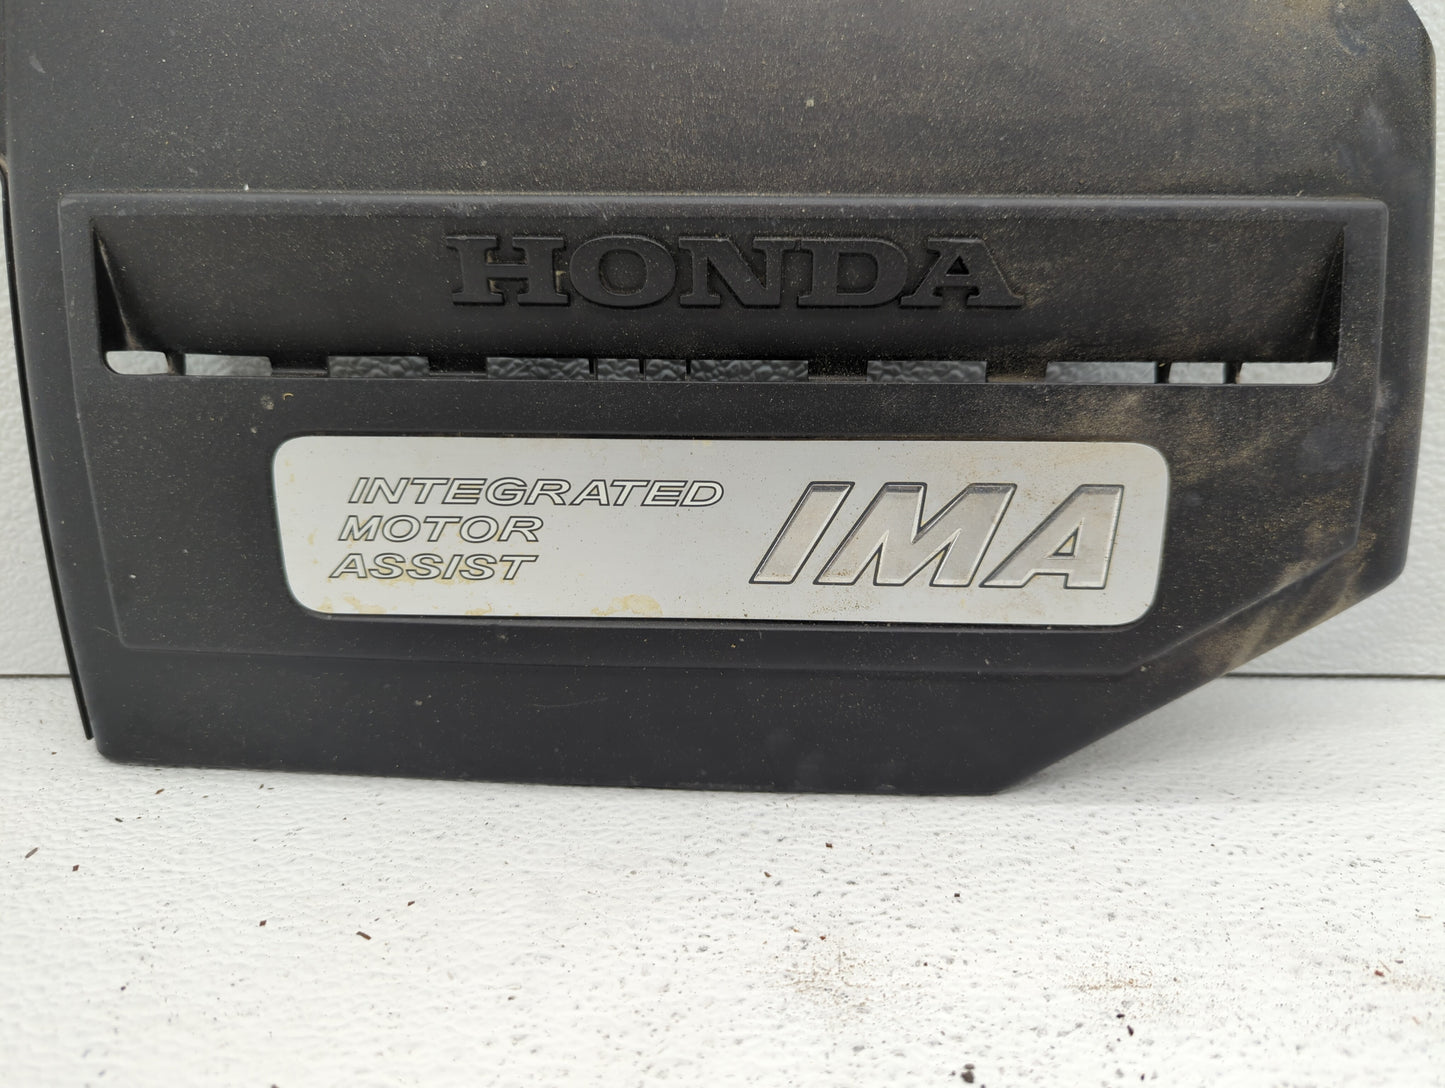 HONDA
INTEGRATED
MOTOR
ASSIST
IMA